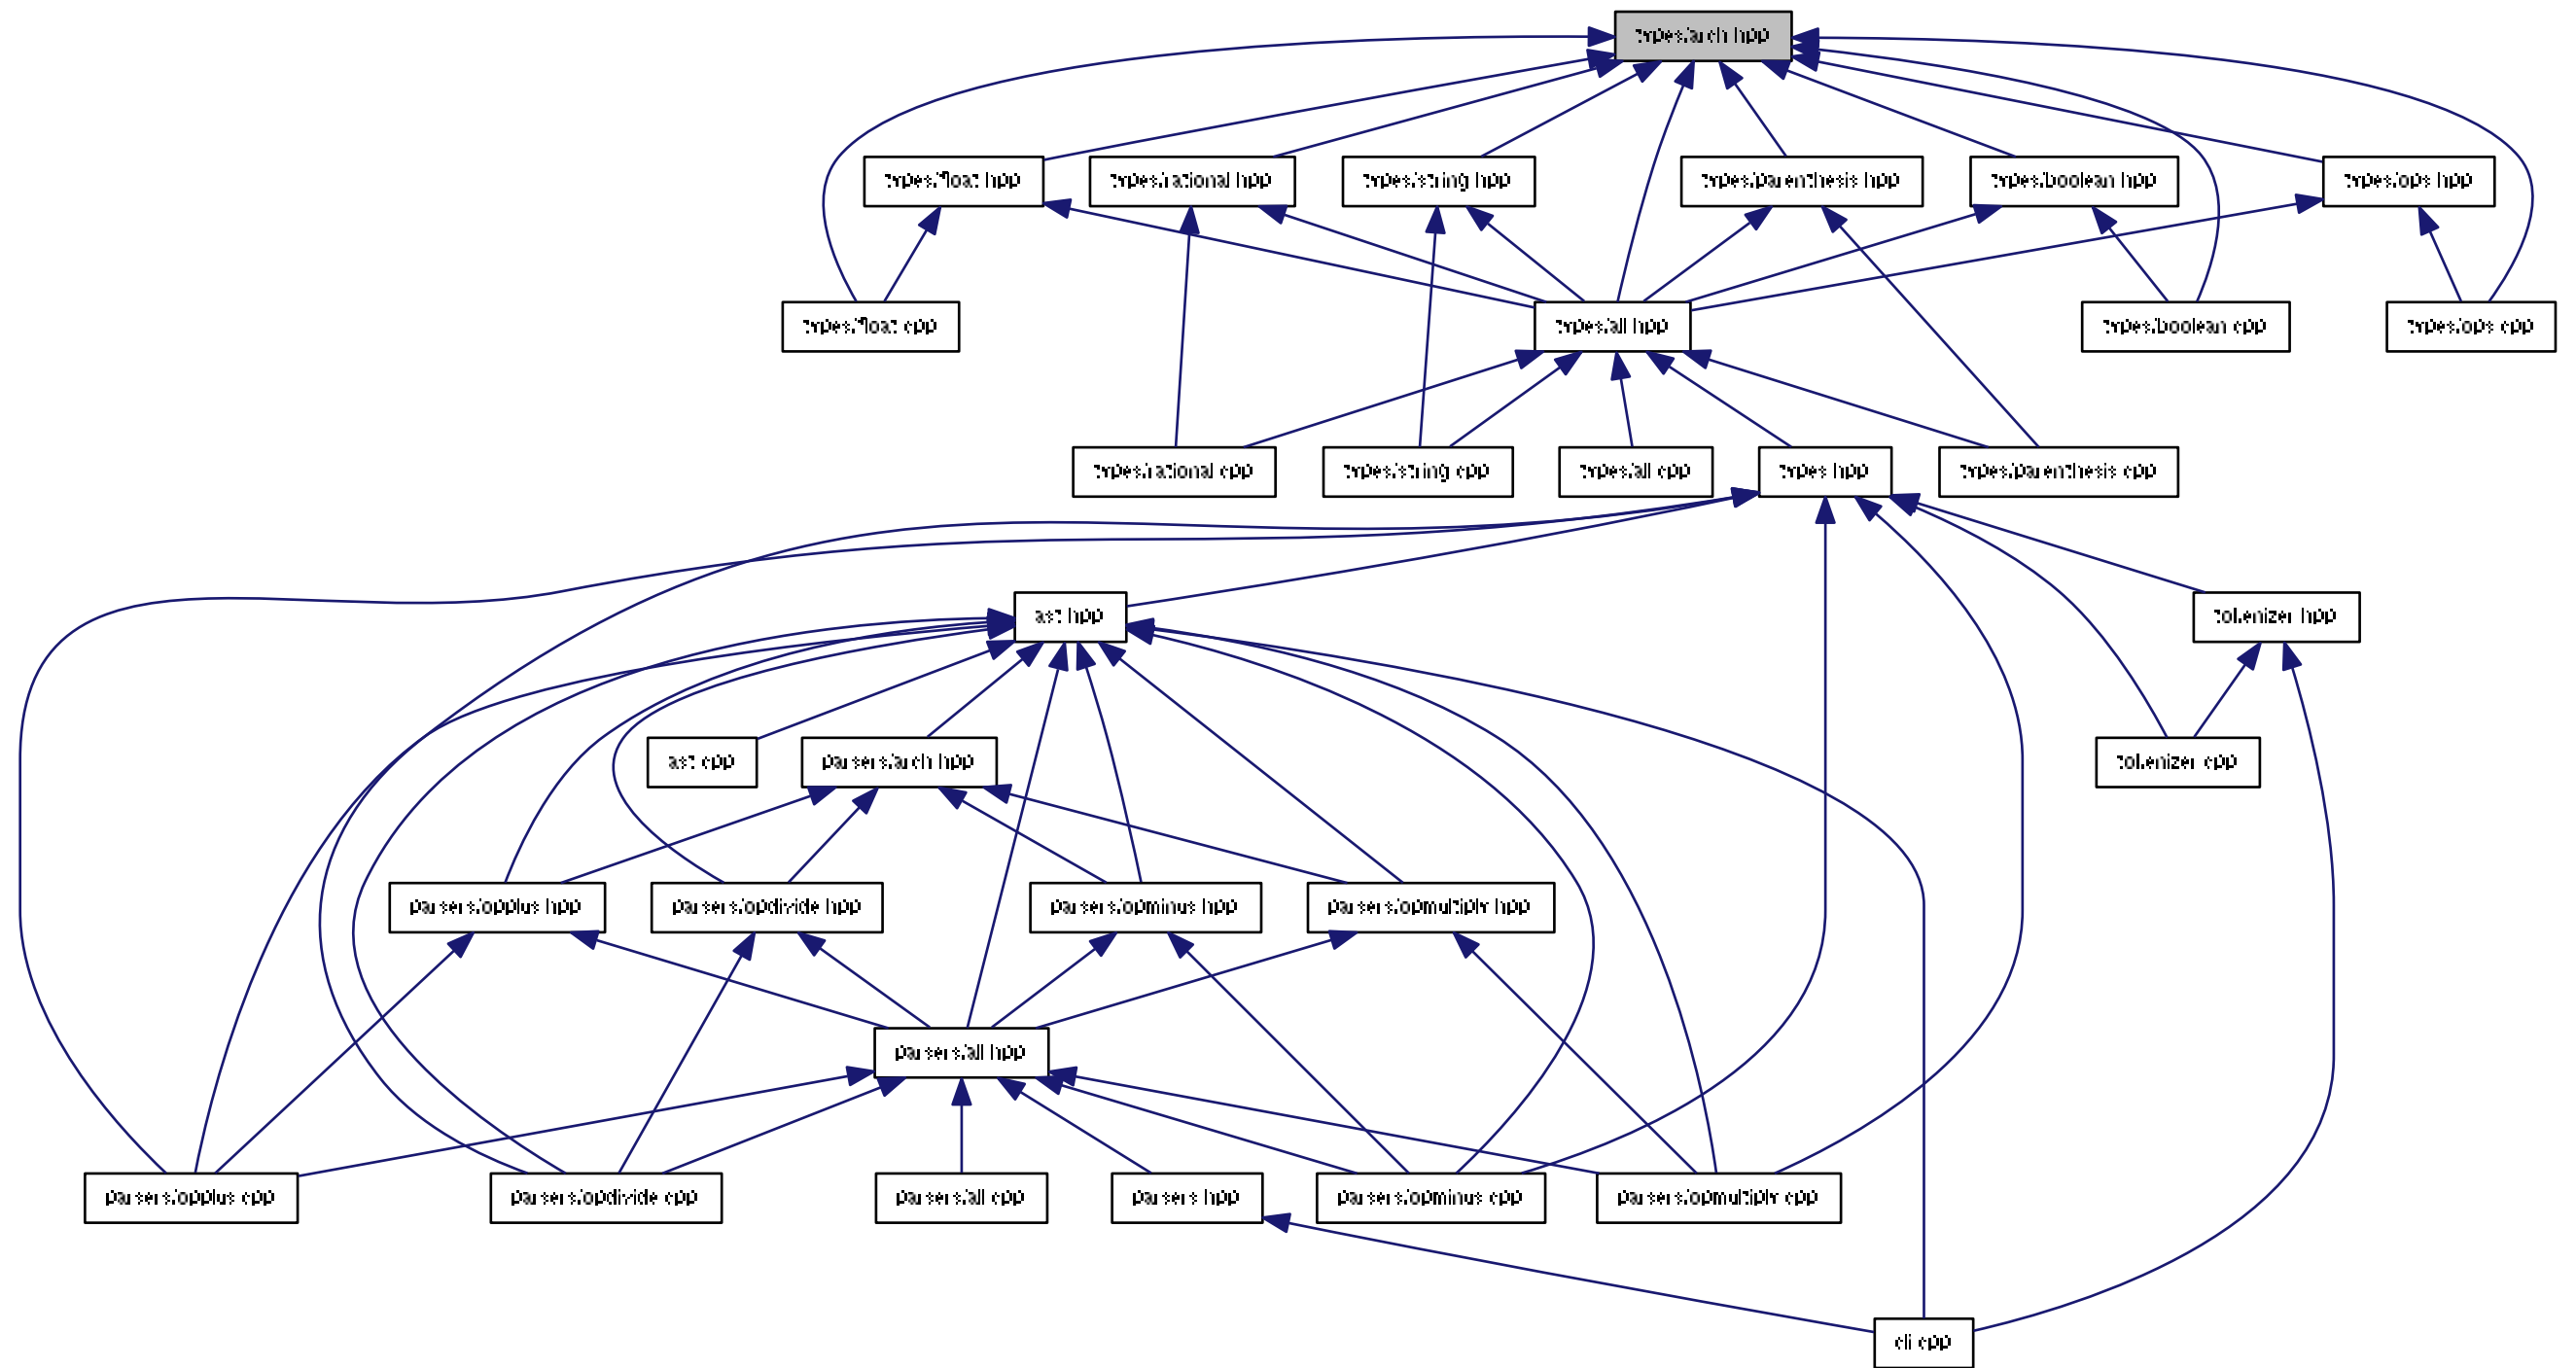 types/arch.hpp
types/float.hpp
types/rational.hpp
types/string.hpp
types/parenthesis.hpp
types/boolean.hpp
types/ops.hpp
types/float.cpp
types/all.hpp
types/boolean.cpp
types/ops.cpp
types/rational.cpp
types/string.cpp
types/all.cpp
types.hpp
types/parenthesis.cpp
ast.hpp
tokenizer.hpp
ast.cpp
parsers/arch.hpp
tokenizer.cpp
parsers/opplus.hpp
parsers/opdivide.hpp
parsers/opminus.hpp
parsers/opmultiply.hpp
parsers/all.hpp
parsers/opplus.cpp
parsers/opdivide.cpp
parsers/all.cpp
parsers.hpp
parsers/opminus.cpp
parsers/opmultiply.cpp
cli.cpp